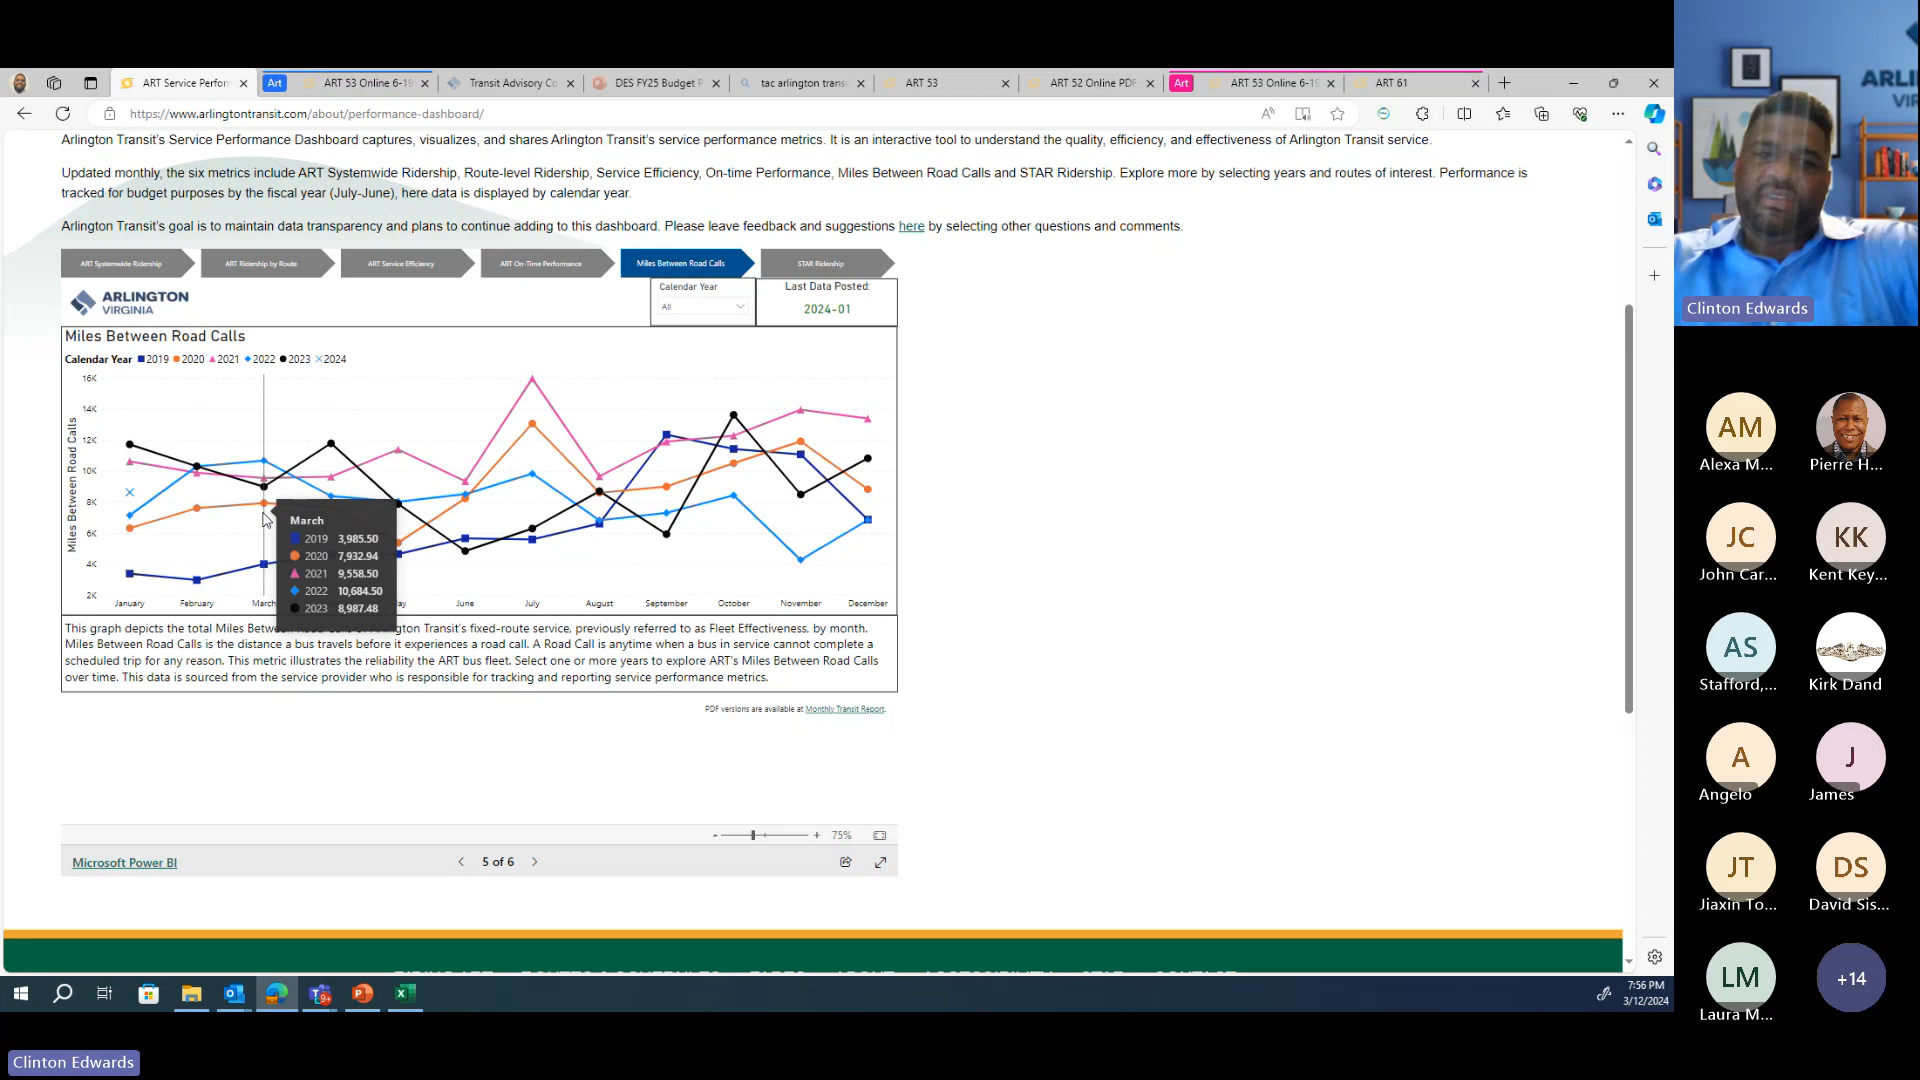 ART Service Perforn
Art
ART 53 Online 6-19
Transit Advisory Co
DES FY25 Budget P
tac arlington trans
ART 53
ART 52 Online PDF
Art
ART 53 Online 6-19
ART 61
https://www.arlingtontransit.com/about/performance-dashboard/
Arlington Transit's Service Performance Dashboard captures, visualizes, and shares Arlington Transit's service performance metrics. It is an interactive tool to understand the quality, efficiency, and effectiveness of Arlington Transit service.
Updated monthly, the six metrics include ART Systemwide Ridership, Route-level Ridership, Service Efficiency, On-time Performance, Miles Between Road Calls and STAR Ridership. Explore more by selecting years and routes of interest. Performance is
tracked for budget purposes by the fiscal year (July-June), here data is displayed by calendar year.
Arlington Transit's goal is to maintain data transparency and plans to continue adding to this dashboard. Please leave feedback and suggestions here by selecting other questions and comments.
ART Systemwide Ridership
ART Ridership by Route
ART Service Efficiency
ART On-Time Performance
Miles Between Road Calls
STAR Ridership
ARLINGTON
VIRGINIA
Calendar Year
All
Last Data Posted:
2024-01
Miles Between Road Calls
Calendar Year 2019 2020 2021 2022 2023 2024
Miles Between Road Calls
16K
14K
12K
10K
8K
6K
4K
2K
January February March ay June July August September October November December
March
2019 3,985.50
2020 7,932.94
2021 9,558.50
2022 10,684.50
2023 8,987.48
This graph depicts the total Miles Betwe gton Transit's fixed-route service, previously referred to as Fleet Effectiveness, by month.
Miles Between Road Calls is the distance a bus travels before it experiences a road call. A Road Call is anytime when a bus in service cannot complete a
scheduled trip for any reason. This metric illustrates the reliability the ART bus fleet. Select one or more years to explore ART's Miles Between Road Calls
over time. This data is sourced from the service provider who is responsible for tracking and reporting service performance metrics.
PDF versions are available at Monthly Transit Report.
- + 75%
Microsoft Power BI
5 of 6
9+
7:56 PM
3/12/2024
ARLI
VIR
Clinton Edwards
AM
Alexa M...
Pierre H...
JC
John Car...
KK
Kent Key...
AS
Stafford,...
Kirk Dand
A
Angelo
J
James
JT
Jiaxin To...
DS
David Sis...
LM
Laura M...
+14
Clinton Edwards